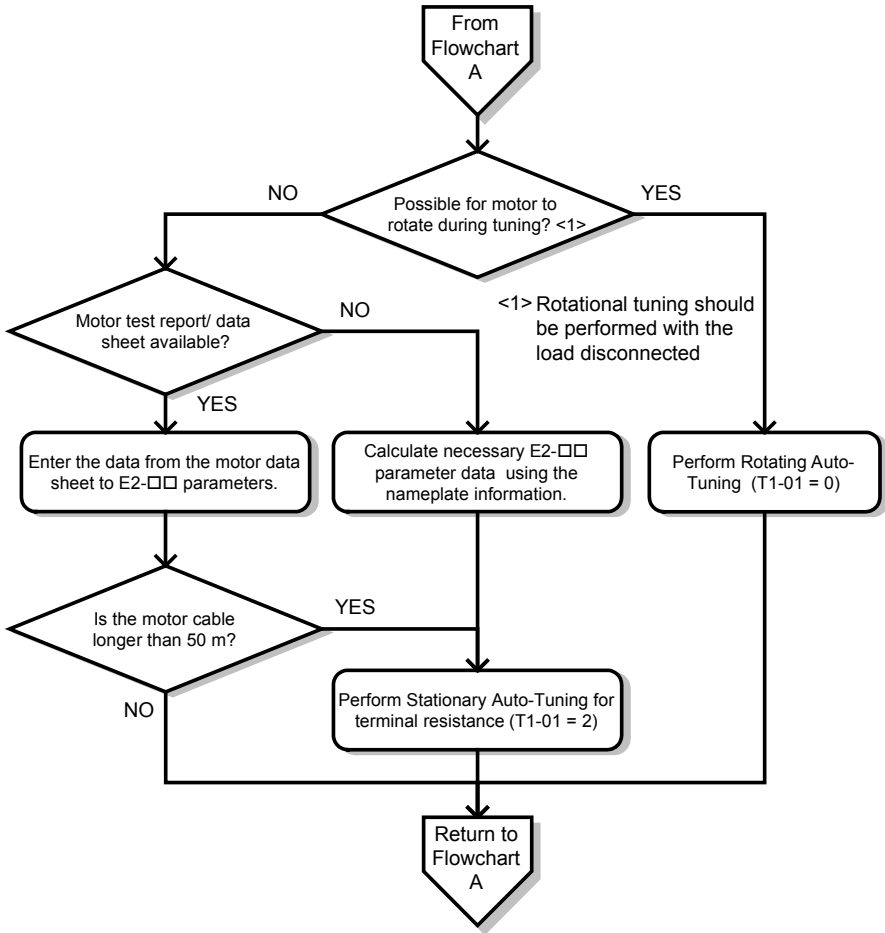 From
Flowchart
A
NO
YES
Possible for motor to
rotate during tuning? <1>
<1> Rotational tuning should
be performed with the
load disconnected
Motor test report/ data
sheet available?
NO
YES
Enter the data from the motor data
sheet to E2-□□ parameters.
Calculate necessary E2-□□
parameter data using the
nameplate information.
Perform Rotating Auto-
Tuning (T1-01 = 0)
Is the motor cable
longer than 50 m?
YES
NO
Perform Stationary Auto-Tuning for
terminal resistance (T1-01 = 2)
Return to
Flowchart
A